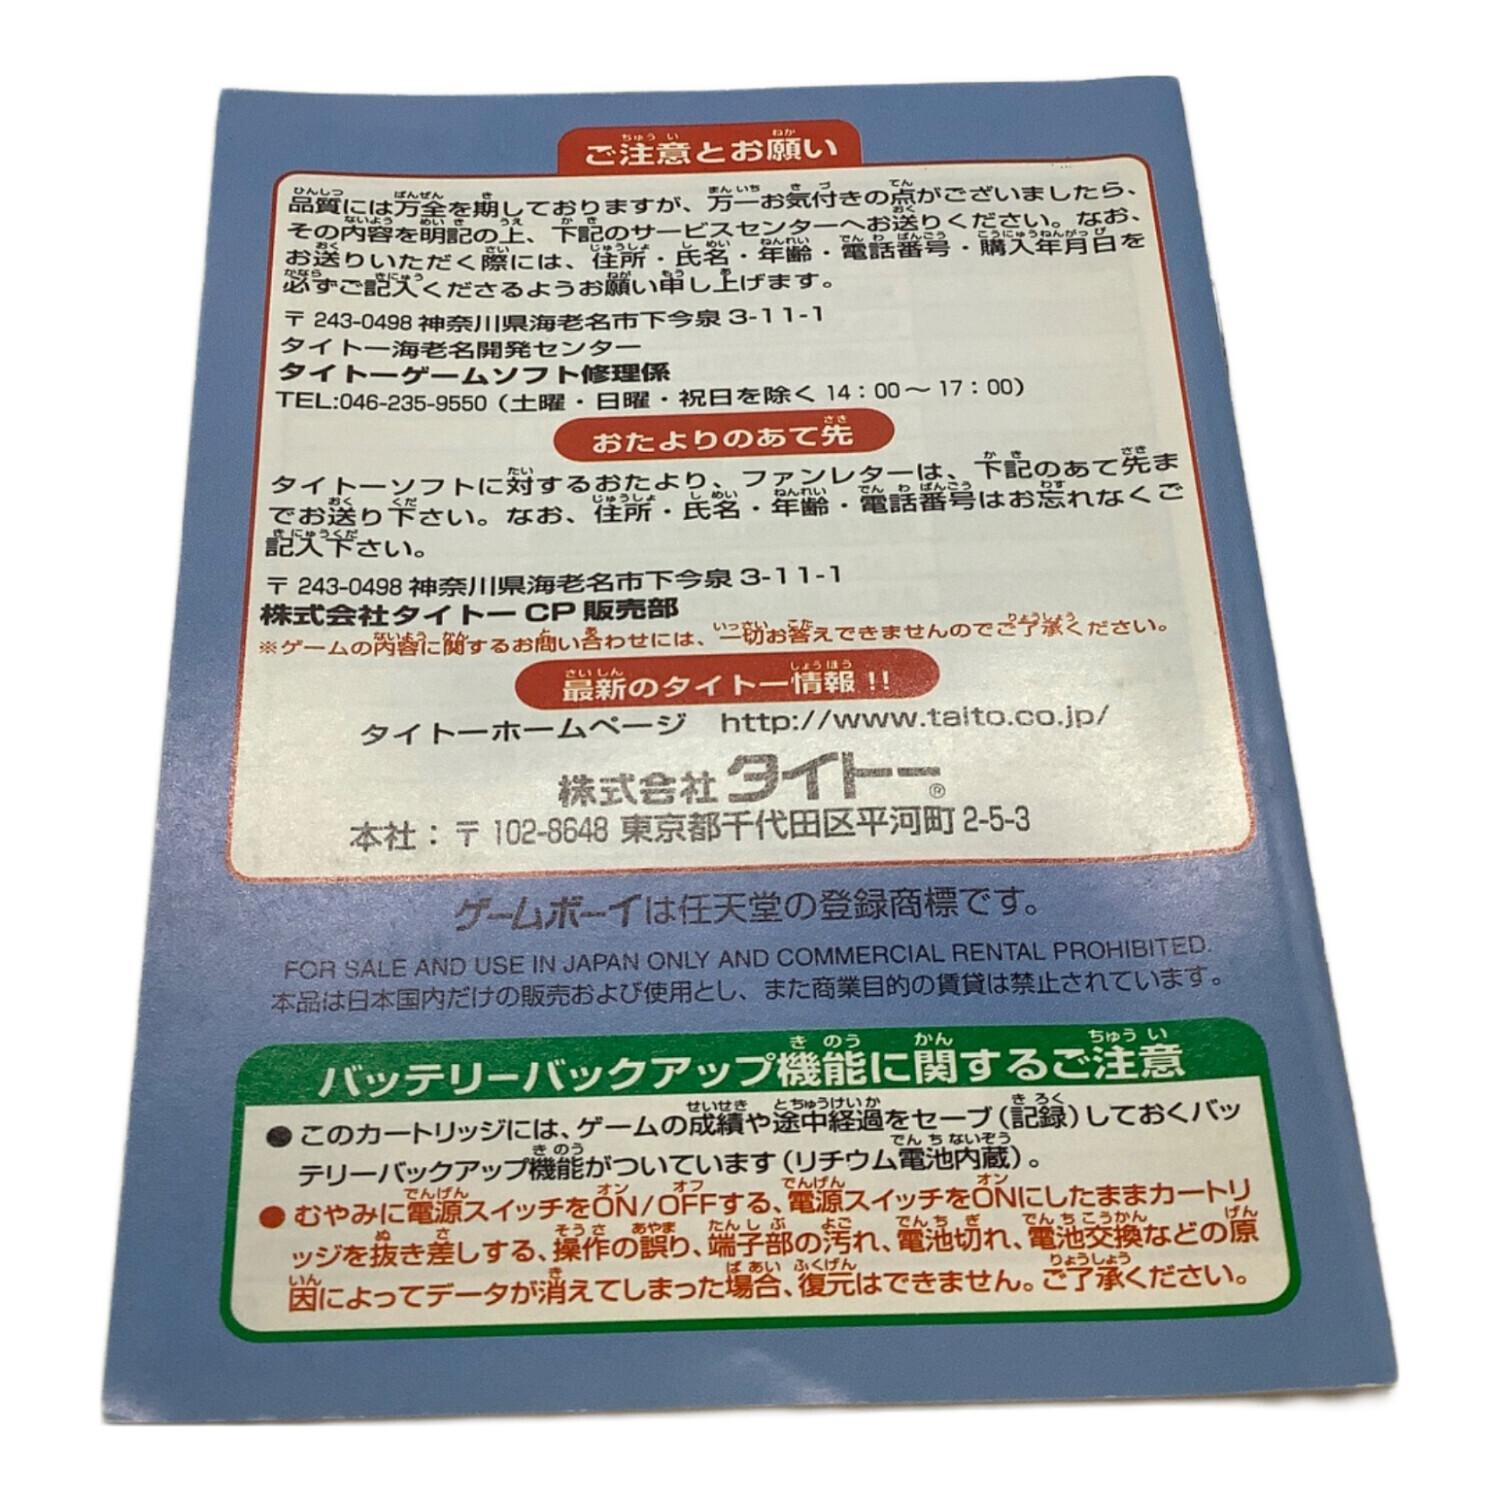 ご注意とお願い
品質には万全を期しておりますが、万一お気付きの点がございましたら、
その内容を明記の上、下記のサービスセンターへお送りください。なお、
お送りいただく際には、住所・氏名・年齢・電話番号・購入年月日を
必ずご記入くださるようお願い申し上げます。
〒 243-0498 神奈川県海老名市下今泉 3-11-1
タイトー海老名開発センター
タイトーゲームソフト修理係
TEL:046-235-9550（土曜・日曜・祝日を除く 14：00～17：00）
おたよりのあて先
タイトーソフトに対するおたより、ファンレターは、下記のあて先ま
でお送り下さい。なお、住所・氏名・年齢・電話番号はお忘れなくご
記入下さい。
〒 243-0498 神奈川県海老名市下今泉 3-11-1
株式会社タイトー CP 販売部
※ゲームの内容に関するお問い合わせには、一切お答えできませんのでご了承ください。
最新のタイトー情報!!
タイトーホームページ　http://www.taito.co.jp/
株式会社 タイトー®
本社：〒 102-8648 東京都千代田区平河町 2-5-3
ゲームボーイは任天堂の登録商標です。
FOR SALE AND USE IN JAPAN ONLY AND COMMERCIAL RENTAL PROHIBITED.
本品は日本国内だけの販売および使用とし、また商業目的の賃貸は禁止されています。
バッテリーバックアップ機能に関するご注意
●このカートリッジには、ゲームの成績や途中経過をセーブ(記録)しておくバッ
テリーバックアップ機能がついています(リチウム電池内蔵)。
●むやみに電源スイッチをON/OFFする、電源スイッチをONにしたままカートリ
ッジを抜き差しする、操作の誤り、端子部の汚れ、電池切れ、電池交換などの原
因によってデータが消えてしまった場合、復元はできません。ご了承ください。